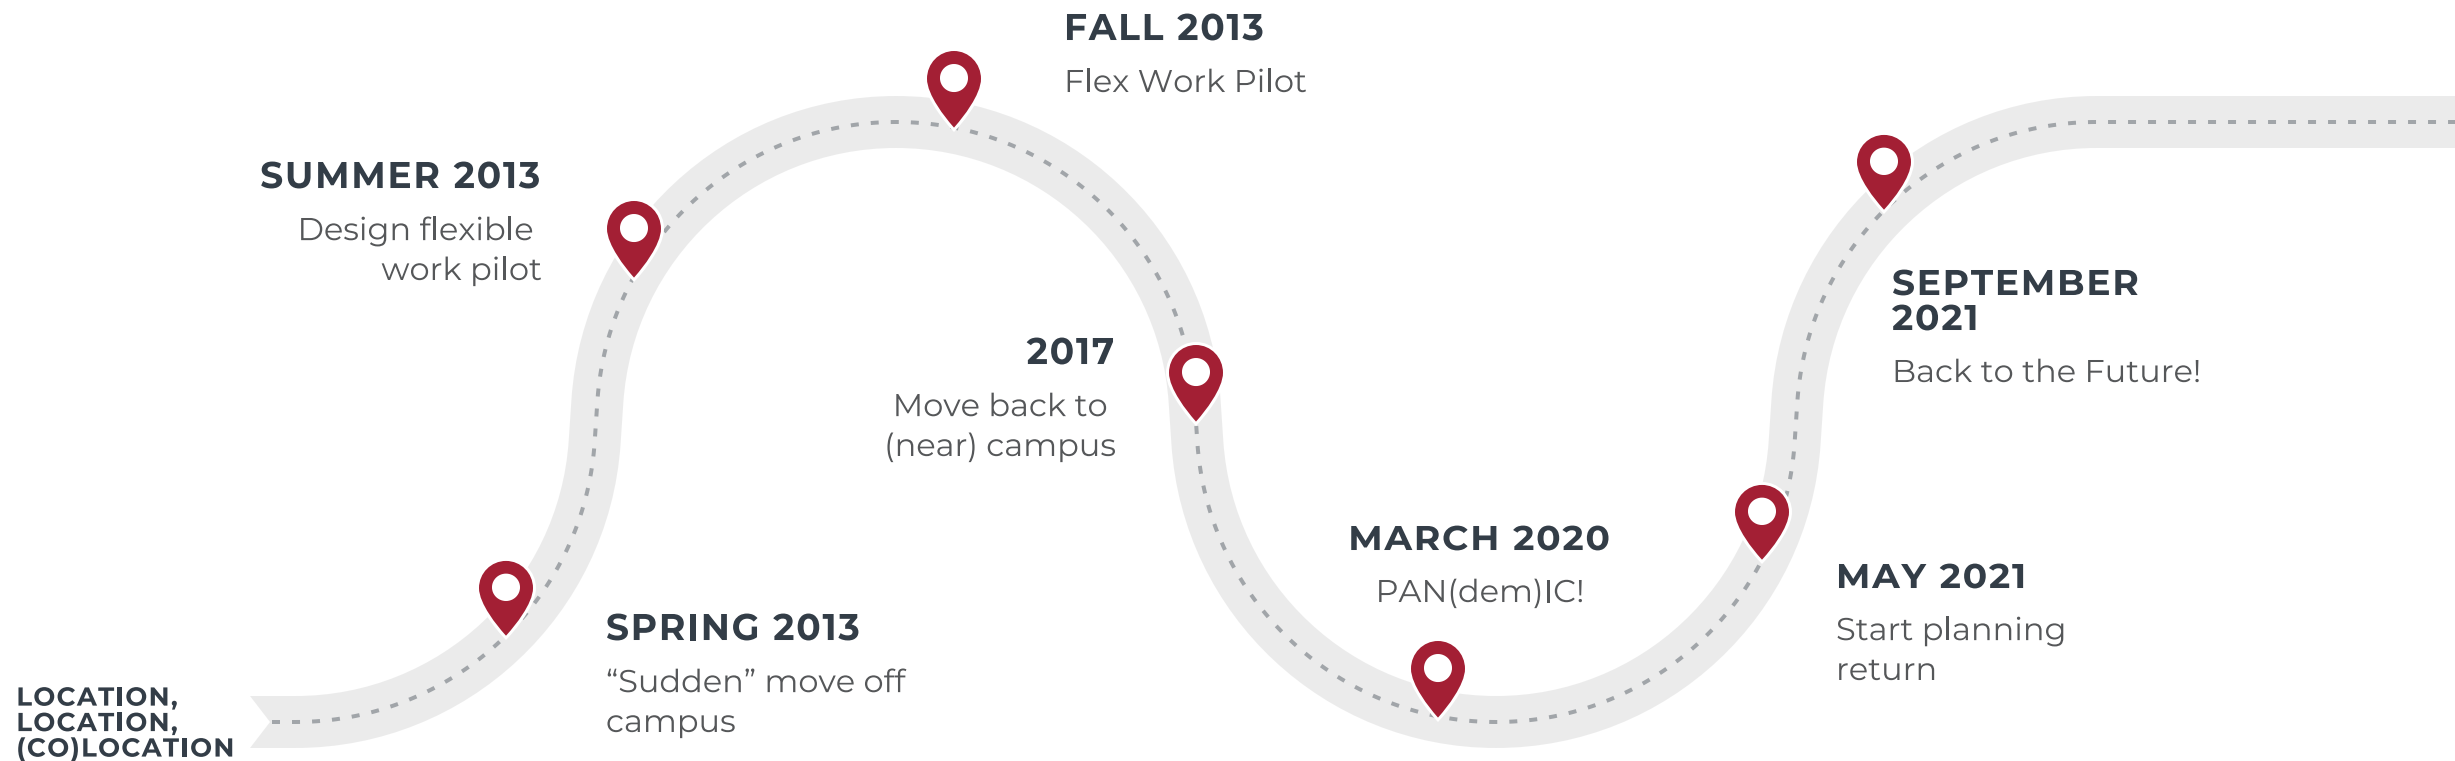 LOCATION,
LOCATION,
(CO)LOCATION
SPRING 2013
“Sudden” move off
campus
SUMMER 2013
Design flexible
work pilot
FALL 2013
Flex Work Pilot
2017
Move back to
(near) campus
MARCH 2020
PAN(dem)IC!
MAY 2021
Start planning
return
SEPTEMBER
2021
Back to the Future!